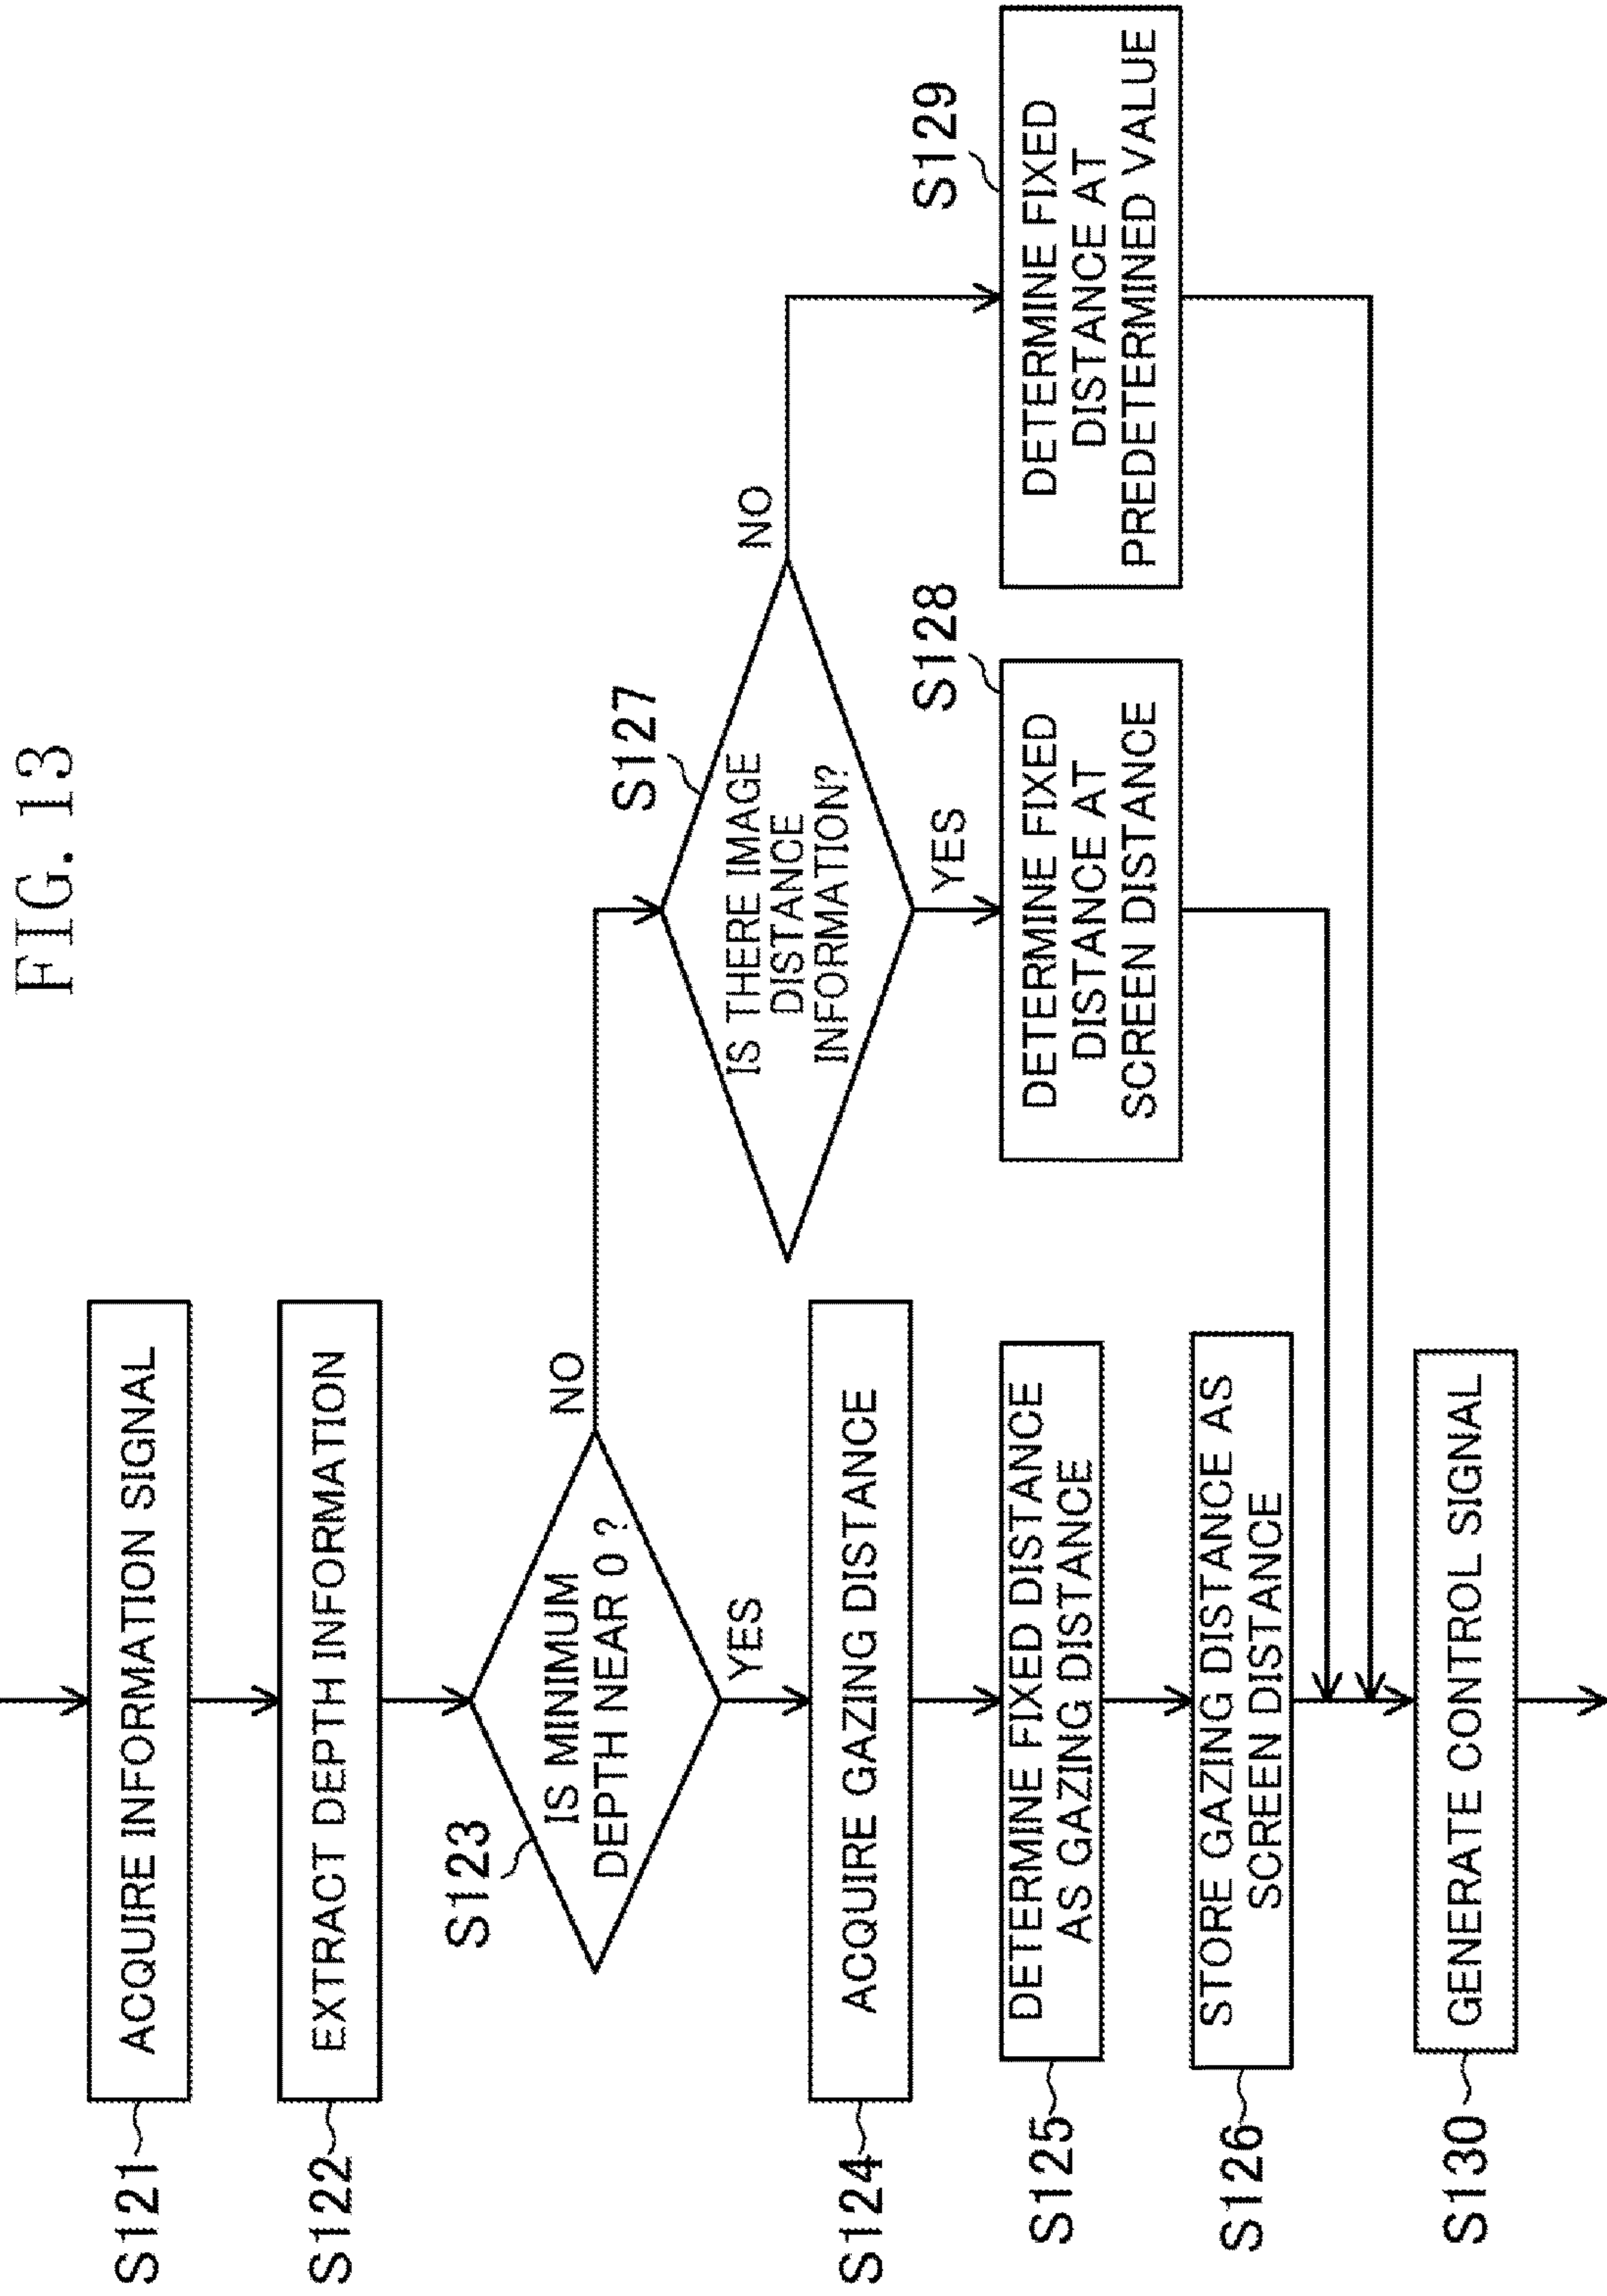 FIG. 13
S121
ACQUIRE INFORMATION SIGNAL
S122
EXTRACT DEPTH INFORMATION
S123
IS MINIMUM
DEPTH NEAR 0 ?
NO
YES
S124
ACQUIRE GAZING DISTANCE
S125
DETERMINE FIXED DISTANCE
AS GAZING DISTANCE
S126
STORE GAZING DISTANCE AS
SCREEN DISTANCE
S127
IS THERE IMAGE
DISTANCE
INFORMATION?
NO
YES
S128
DETERMINE FIXED
DISTANCE AT
SCREEN DISTANCE
S129
DETERMINE FIXED
DISTANCE AT
PREDETERMINED VALUE
S130
GENERATE CONTROL SIGNAL